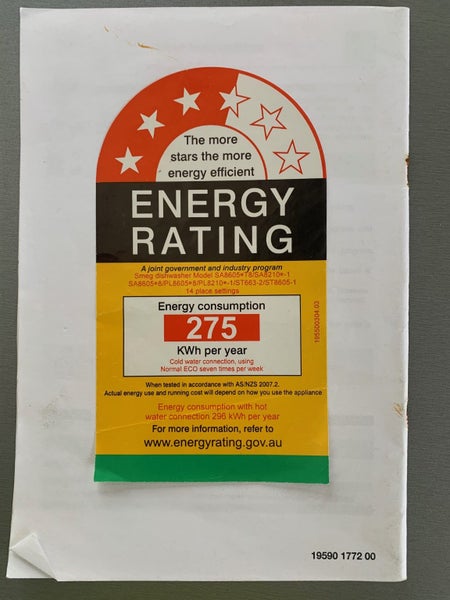 The more
stars the more
energy efficient
ENERGY
RATING
A joint government and industry program
Smeg dishwasher Model SA8605*T8/SA8210*-1
SA8605*8/PL8605*8/PL8210*-1/ST663-2/ST8605-1
14 place settings
Energy consumption
275
KWh per year
Cold water connection, using
Normal ECO seven times per week
195500304.03
When tested in accordance with AS/NZS 2007.2.
Actual energy use and running cost will depend on how you use the appliance
Energy consumption with hot
water connection 296 kWh per year
For more information, refer to
www.energyrating.gov.au
19590 1772 00